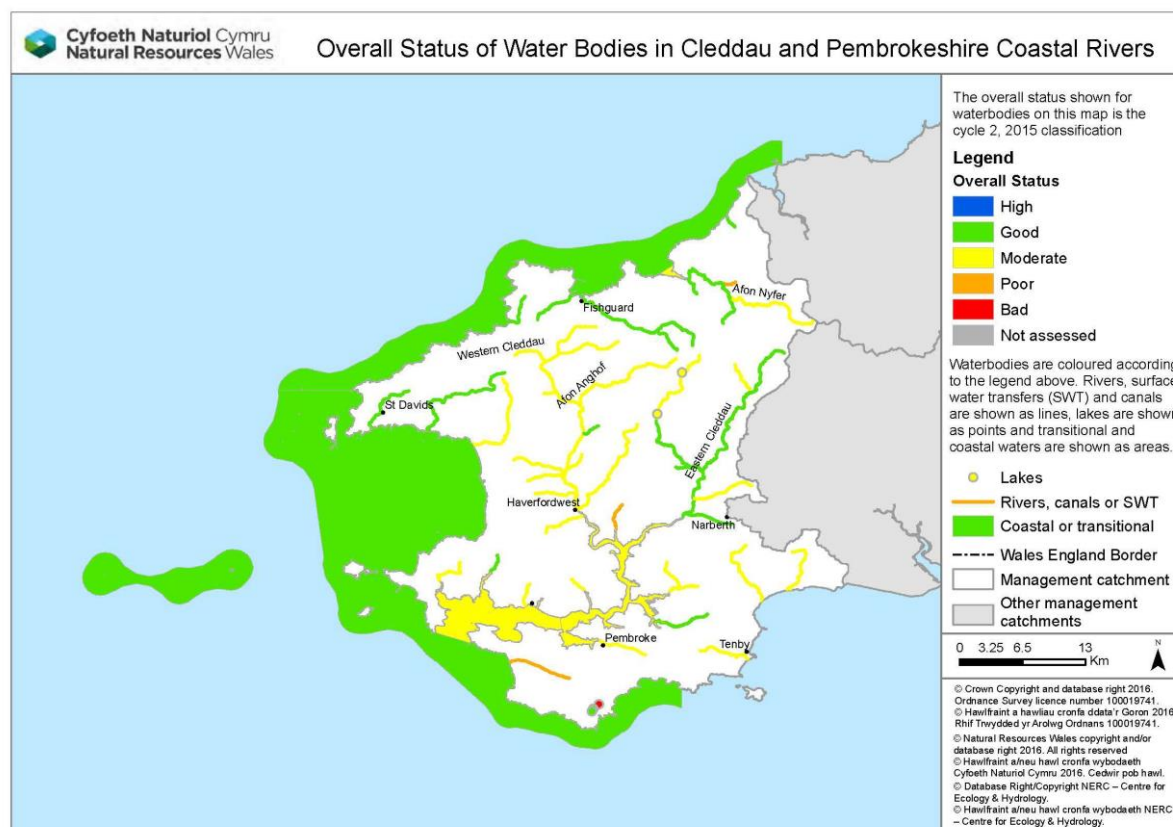 Cyfoeth Naturiol Cymru
Natural Resources Wales
Overall Status of Water Bodies in Cleddau and Pembrokeshire Coastal Rivers
The overall status shown for
waterbodies on this map is the
cycle 2, 2015 classification
Legend
Overall Status
High
Good
Moderate
Poor
Bad
Not assessed
Waterbodies are coloured according
to the legend above. Rivers, surface
water transfers (SWT) and canals
are shown as lines, lakes are shown
as points and transitional and
coastal waters are shown as areas.
Lakes
Rivers, canals or SWT
Coastal or transitional
Wales England Border
Management catchment
Other management
catchments
0 3.25 6.5 13
Km
N
© Crown Copyright and database right 2016.
Ordnance Survey licence number 100019741.
© Hawlfraint a hawliau cronfa ddata'r Goron 2016
Rhif Trwydded yr Arolwg Ordnans 100019741.
© Natural Resources Wales copyright and/or
database right 2016. All rights reserved
© Hawlfraint a/neu hawl cronfa wybodaeth
Cyfoeth Naturiol Cymru 2016. Cedwir pob hawl.
© Database Right/Copyright NERC – Centre for
Ecology & Hydrology.
© Hawlfraint a/neu hawl cronfa wybodaeth NERC
– Centre for Ecology & Hydrology.
Afon Nyfer
Fishguard
Western Cleddau
Afon Anghof
St Davids
Eastern Cleddau
Haverfordwest
Narberth
Pembroke
Tenby